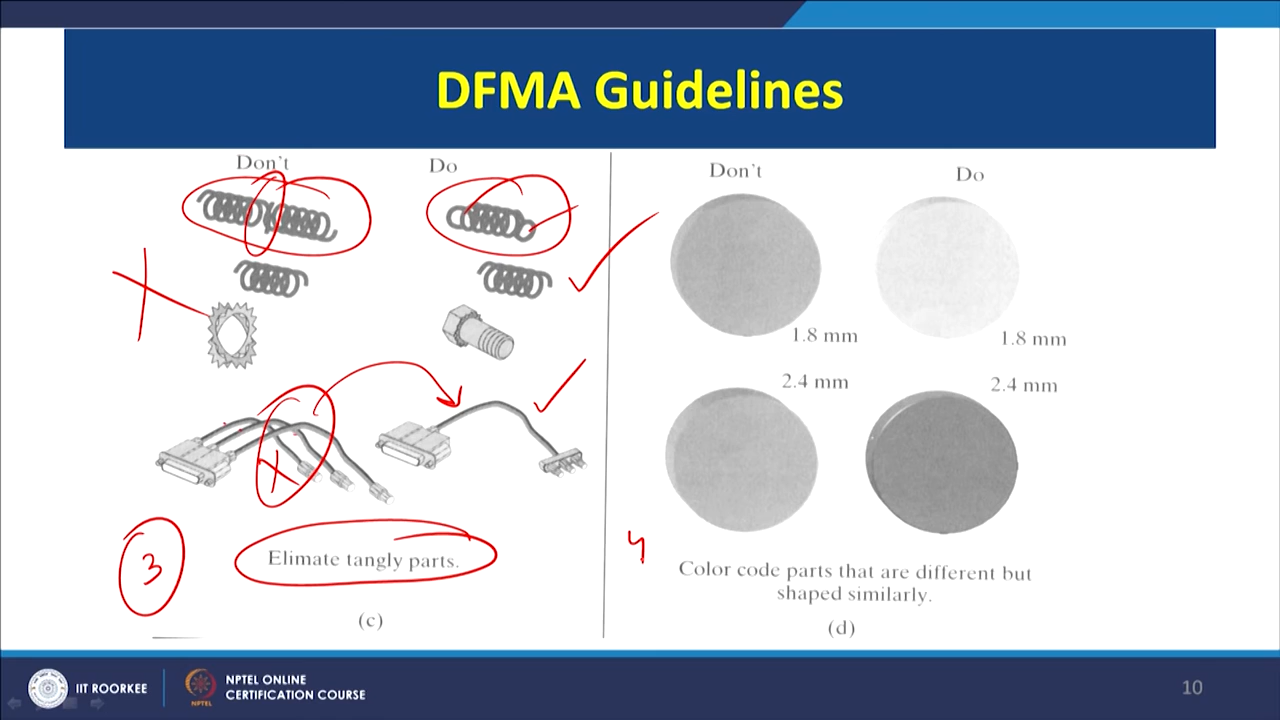 DFMA Guidelines
Don't
Do
Elimate tangly parts.
(c)
3
Don't
Do
1.8 mm
1.8 mm
2.4 mm
2.4 mm
Color code parts that are different but
shaped similarly.
(d)
4
IIT ROORKEE
NPTEL
NPTEL ONLINE
CERTIFICATION COURSE
10